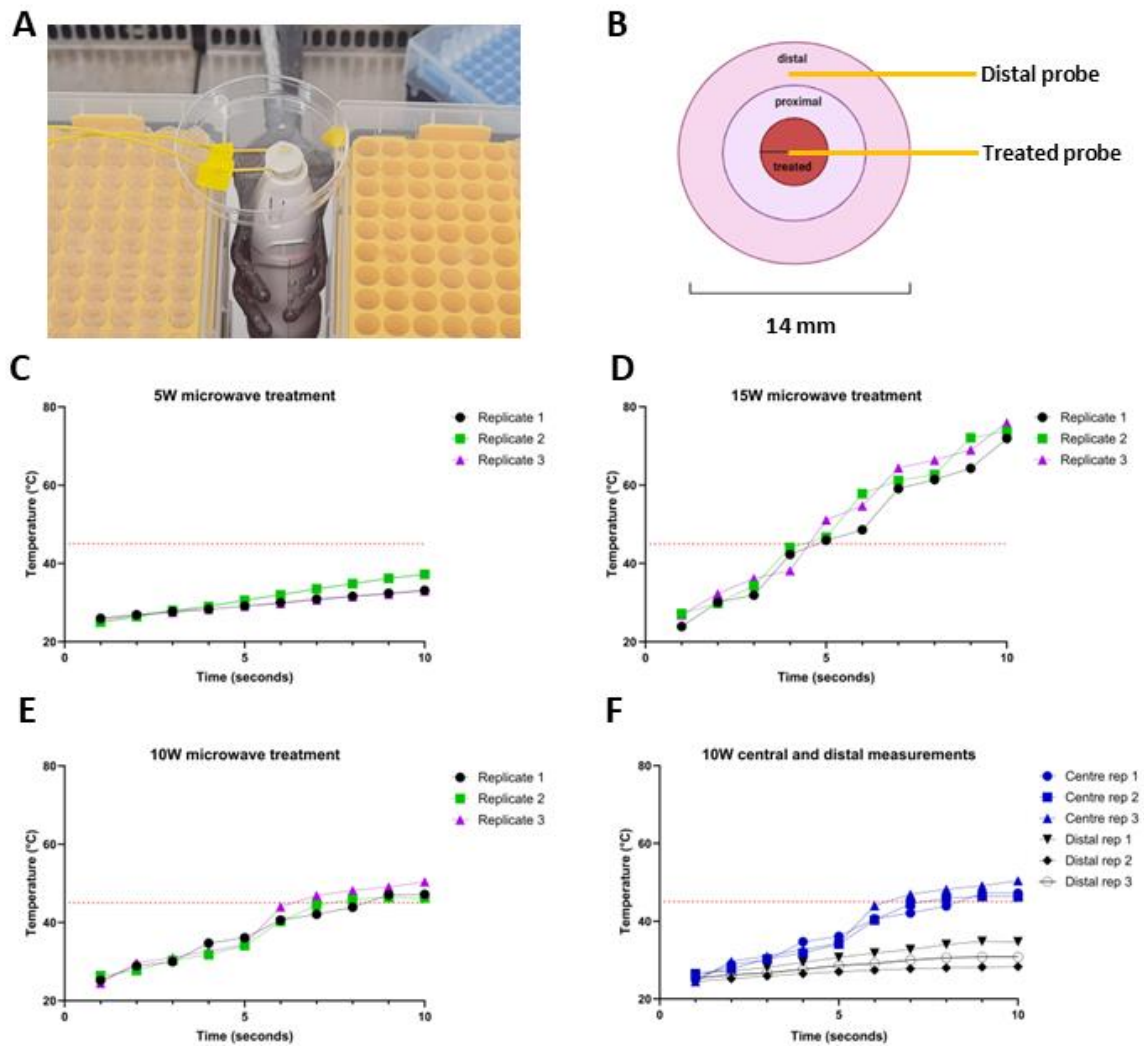 A
B
distal
proximal
treated
Distal probe
Treated probe
14 mm
C
5W microwave treatment
80
60
40
20
0
5
10
Temperature (°C)
Time (seconds)
Replicate 1
Replicate 2
Replicate 3
D
15W microwave treatment
80
60
40
20
0
5
10
Temperature (°C)
Time (seconds)
Replicate 1
Replicate 2
Replicate 3
E
10W microwave treatment
80
60
40
20
0
5
10
Temperature (°C)
Time (seconds)
Replicate 1
Replicate 2
Replicate 3
F
10W central and distal measurements
80
60
40
20
0
5
10
Temperature (°C)
Time (seconds)
Centre rep 1
Centre rep 2
Centre rep 3
Distal rep 1
Distal rep 2
Distal rep 3